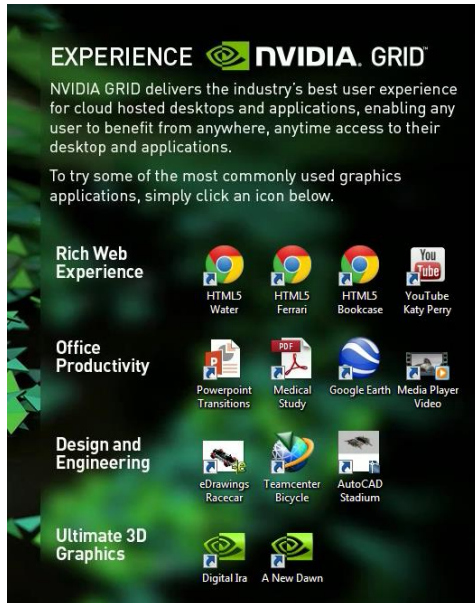 EXPERIENCE NVIDIA. GRID™
NVIDIA GRID delivers the industry's best user experience
for cloud hosted desktops and applications, enabling any
user to benefit from anywhere, anytime access to their
desktop and applications.
To try some of the most commonly used graphics
applications, simply click an icon below.
Rich Web
Experience
You
Tube
HTML5
Water
HTML5
Ferrari
HTML5
Bookcase
YouTube
Katy Perry
Office
Productivity
P
PDF
Powerpoint
Transitions
Medical
Study
Google Earth
Media Player
Video
Design and
Engineering
eDrawings
Racecar
Teamcenter
Bicycle
AutoCAD
Stadium
Ultimate 3D
Graphics
Digital Ira
A New Dawn